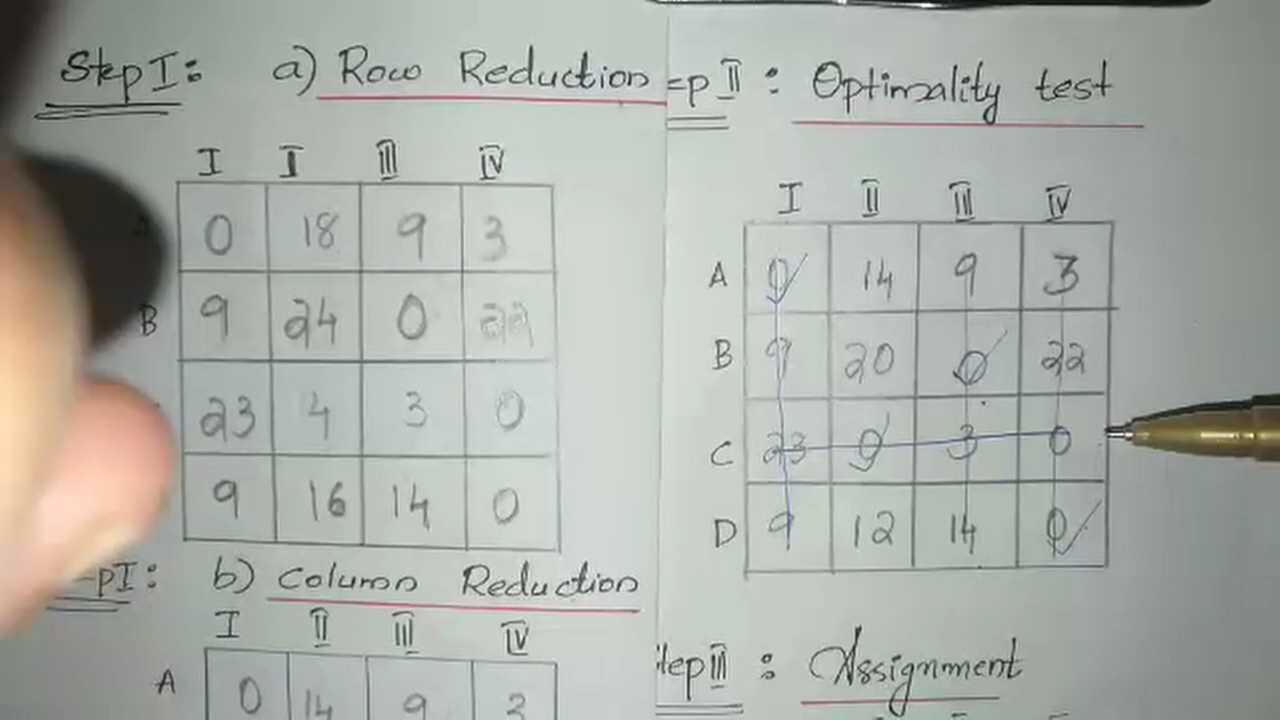 Step I: a) Row Reduction
I I III IV
0 18 9 3
B 9 24 0 22
23 4 3 0
9 16 14 0
pI: b) Column Reduction
I II III IV
A 0 14 9 3
=p II : Optimality test
I II III IV
A 0 14 9 3
B 9 20 0 22
C 23 0 3 0
D 9 12 14 0
tep III : Assignment